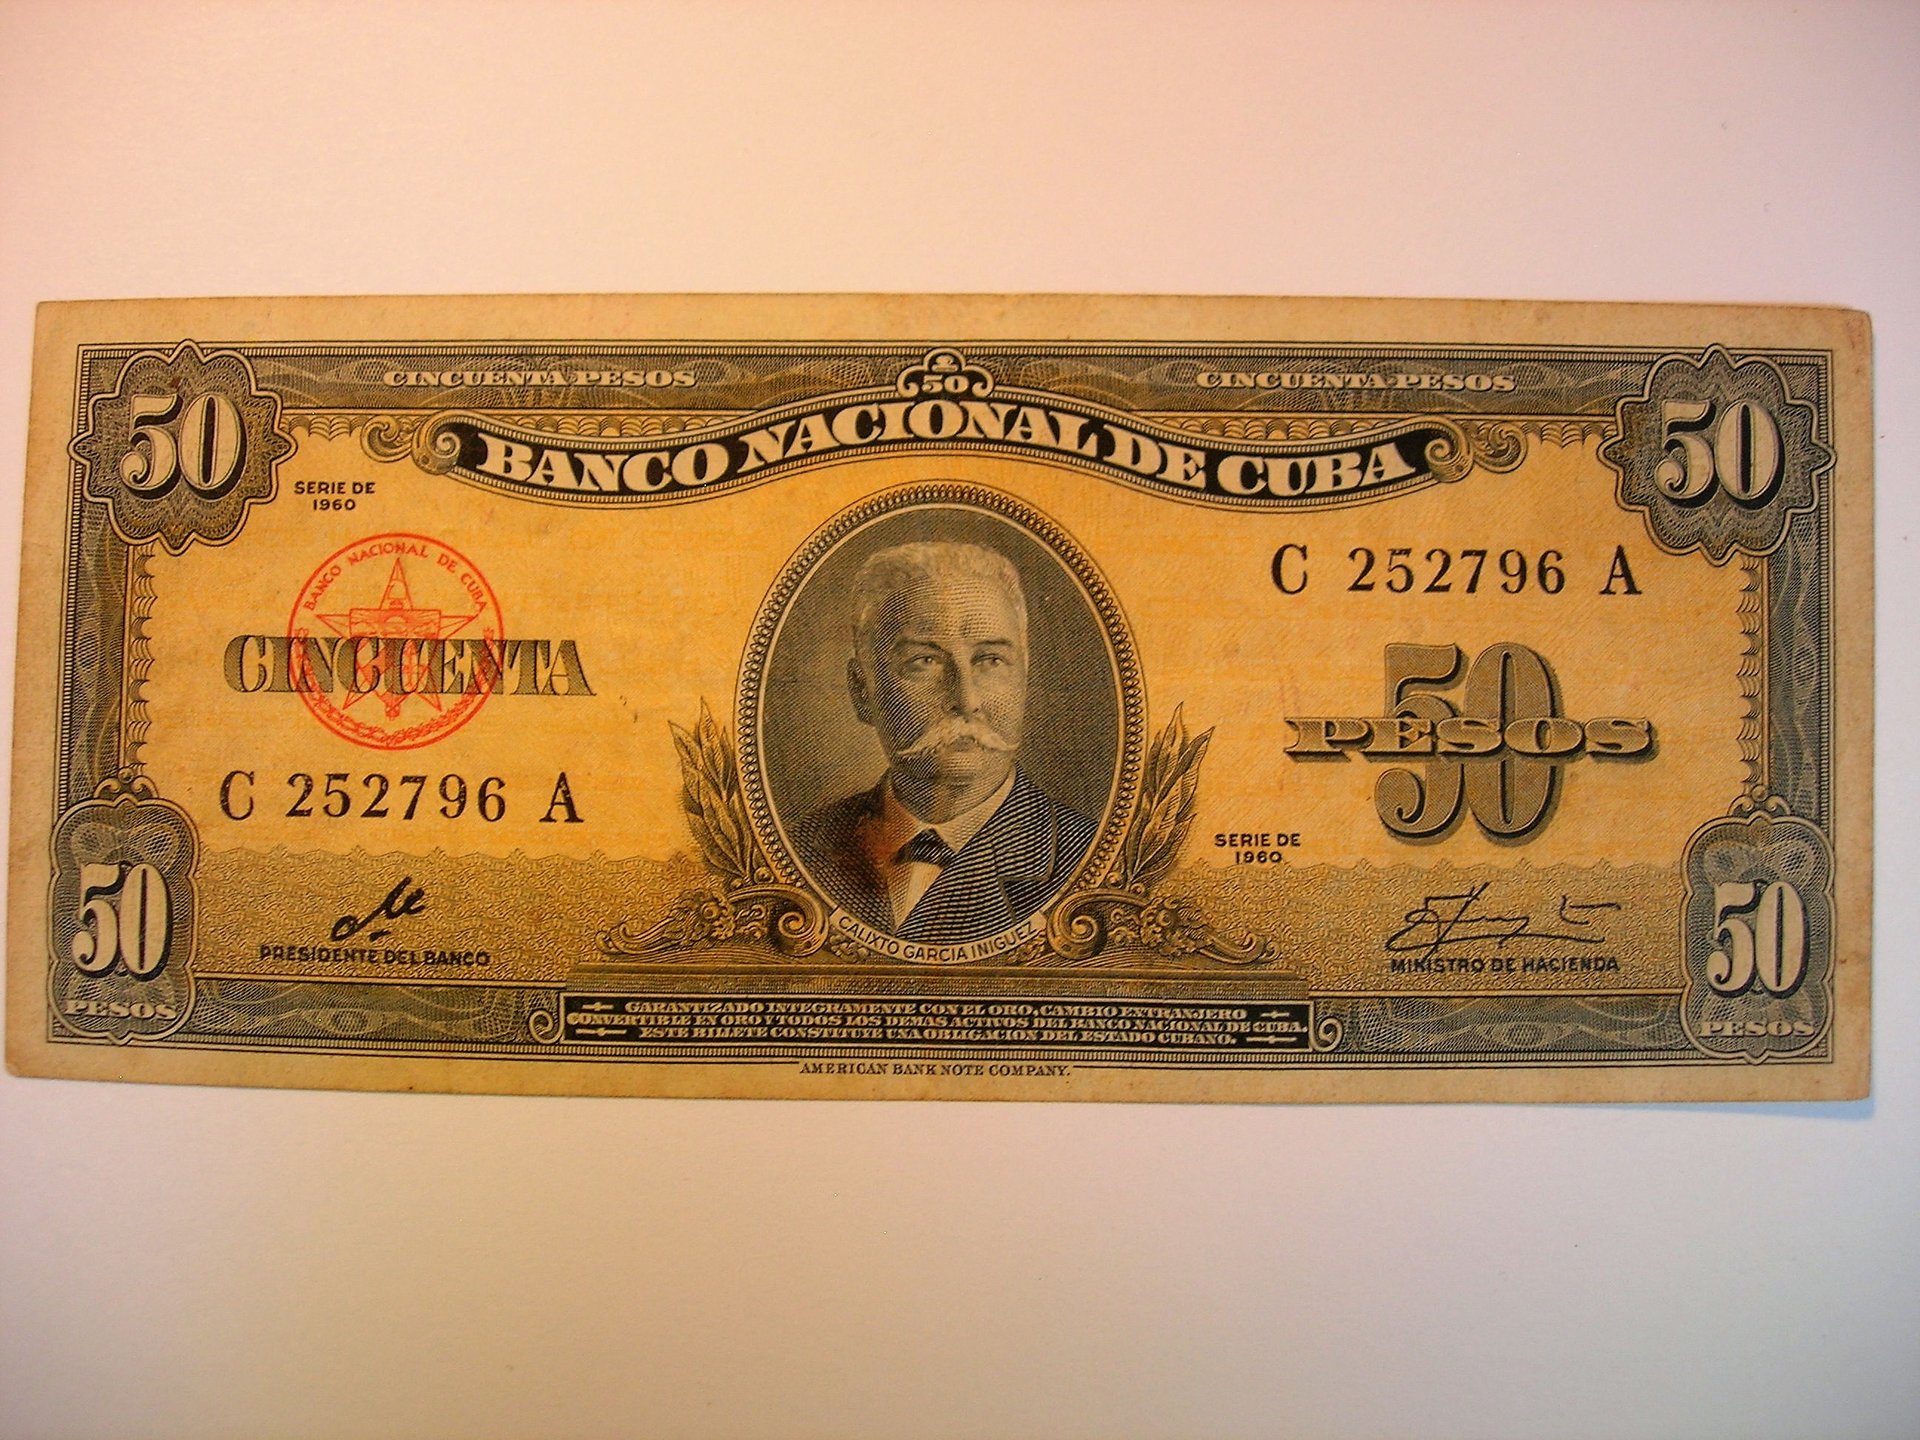 CINCUENTA PESOS
50
CINCUENTA PESOS
50
50
BANCO NACIONAL DE CUBA
SERIE DE
1960
BANCO NACIONAL DE CUBA
C 252796 A
CINCUENTA
50
PESOS
C 252796 A
SERIE DE
1960
Che
PRESIDENTE DEL BANCO
CALIXTO GARCIA INIGUEZ
MINISTRO DE HACIENDA
50
PESOS
50
PESOS
GARANTIZADO INTEGRAMENTE CON EL ORO, CAMBIO EXTRANJERO
CONVERTIBLE EN ORO Y TODOS LOS DEMAS ACTIVOS DEL BANCO NACIONAL DE CUBA.
ESTE BILLETE CONSTITUYE UNA OBLIGACION DEL ESTADO CUBANO.
AMERICAN BANK NOTE COMPANY.